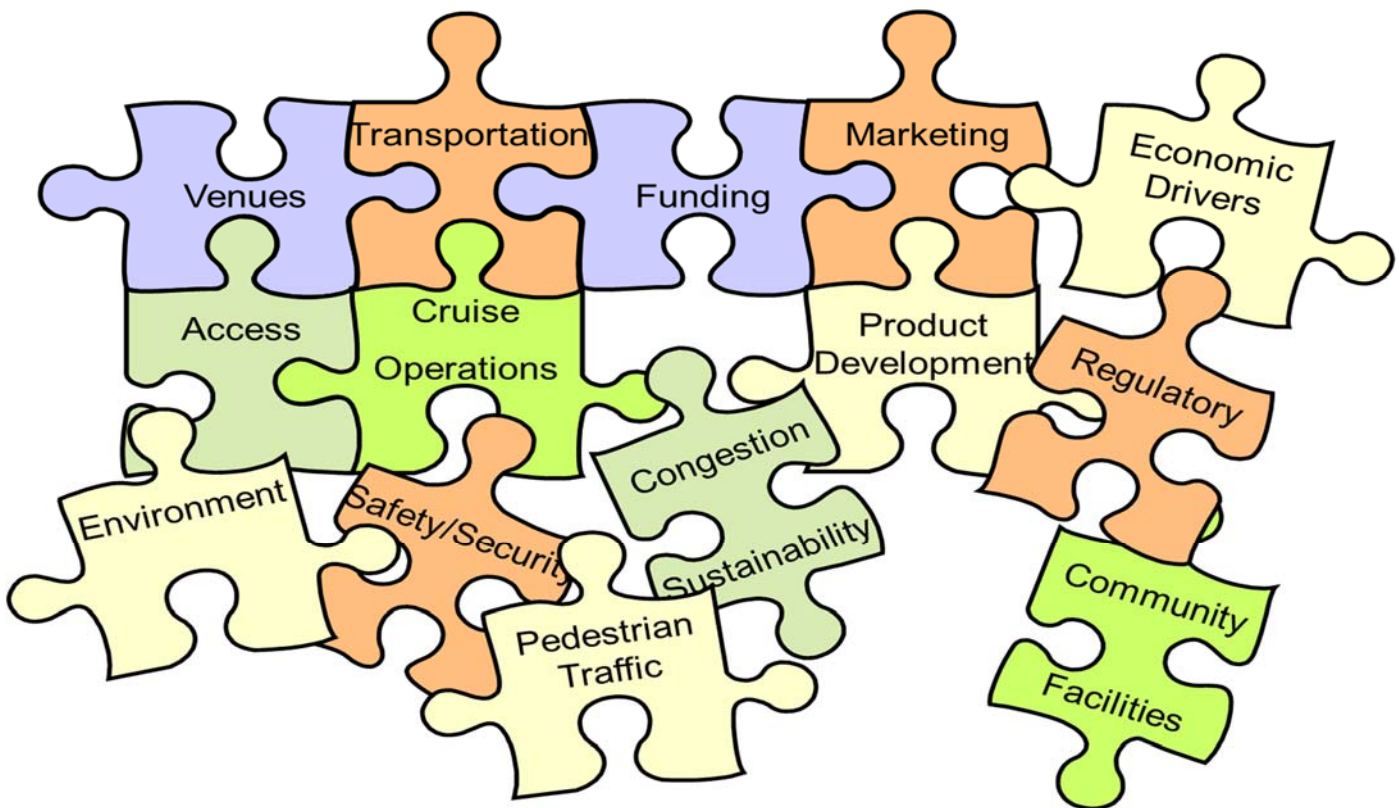 Transportation
Marketing
Economic
Drivers
Venues
Funding
Access
Cruise
Operations
Product
Development
Regulatory
Congestion
Sustainability
Environment
Safety/Security
Pedestrian
Traffic
Community
Facilities